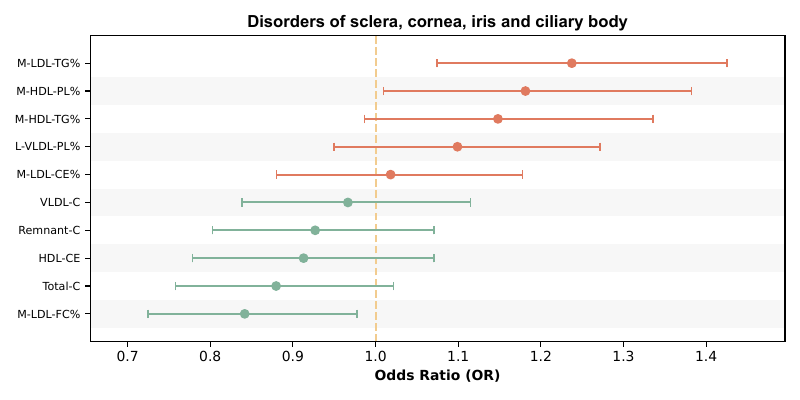 Disorders of sclera, cornea, iris and ciliary body
M-LDL-TG%
M-HDL-PL%
M-HDL-TG%
L-VLDL-PL%
M-LDL-CE%
VLDL-C
Remnant-C
HDL-CE
Total-C
M-LDL-FC%
0.7 0.8 0.9 1.0 1.1 1.2 1.3 1.4
Odds Ratio (OR)